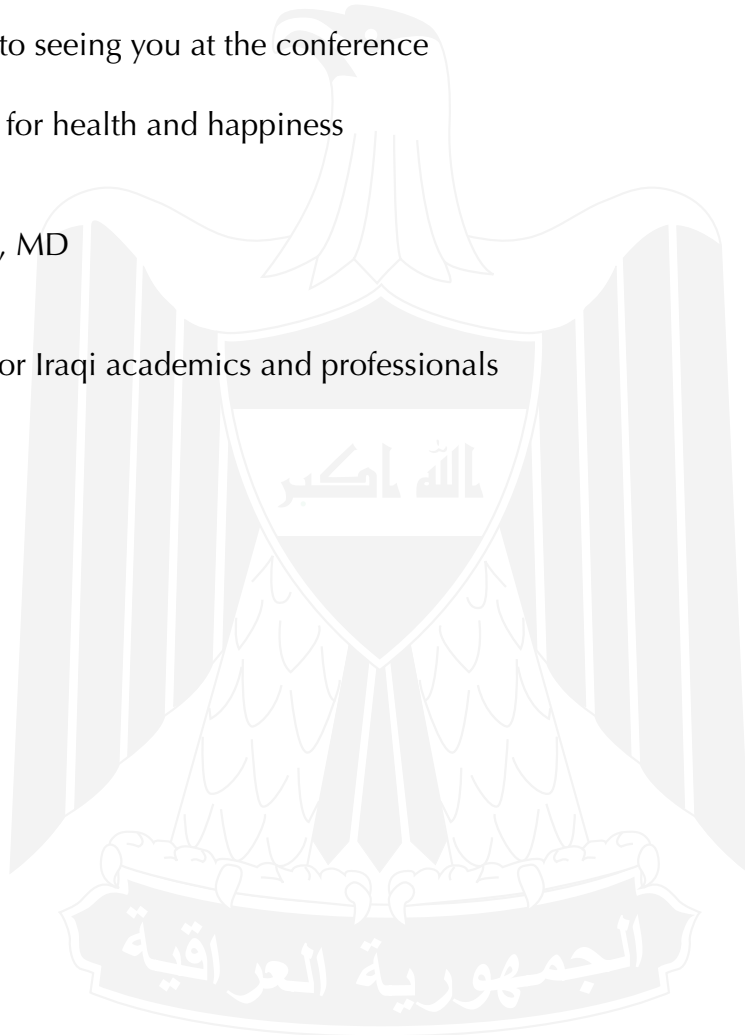 to seeing you at the conference
for health and happiness
, MD
or Iraqi academics and professionals
الله اكبر
الجمهورية العراقية